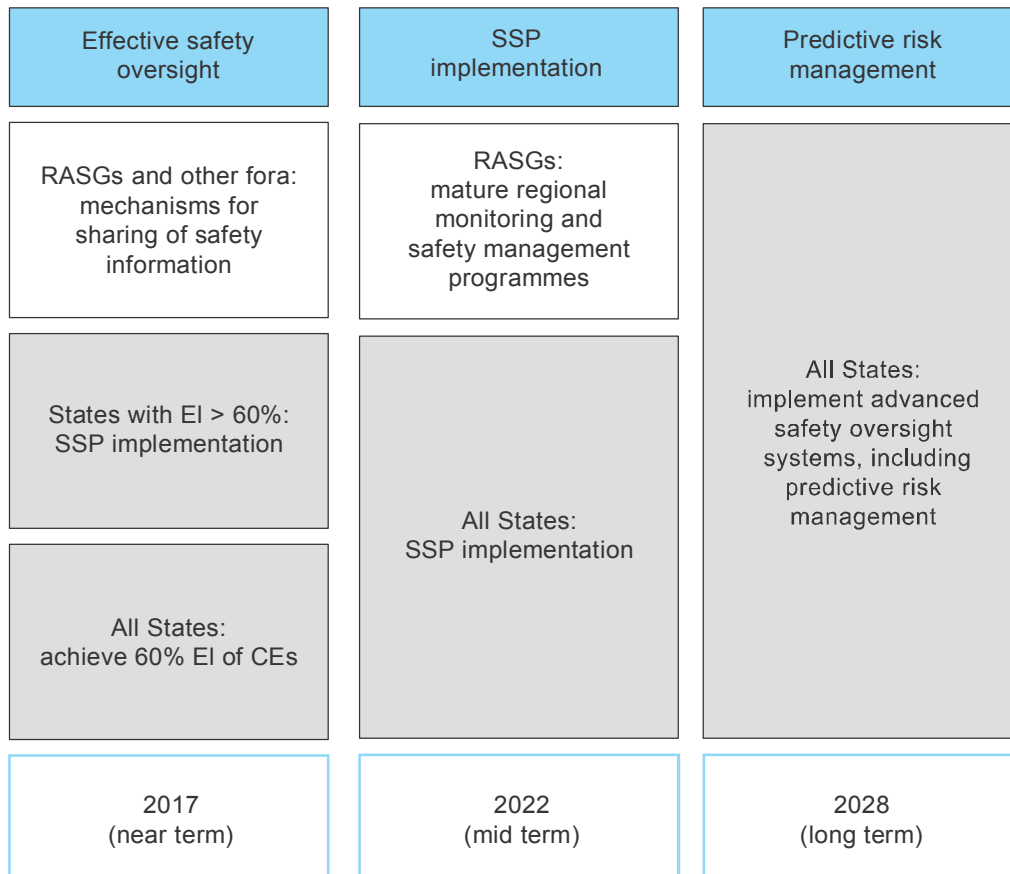 Effective safety
oversight
SSP
implementation
Predictive risk
management
RASGs and other fora:
mechanisms for
sharing of safety
information
RASGs:
mature regional
monitoring and
safety management
programmes
All States:
implement advanced
safety oversight
systems, including
predictive risk
management
States with EI > 60%:
SSP implementation
All States:
SSP implementation
All States:
achieve 60% EI of CEs
2017
(near term)
2022
(mid term)
2028
(long term)